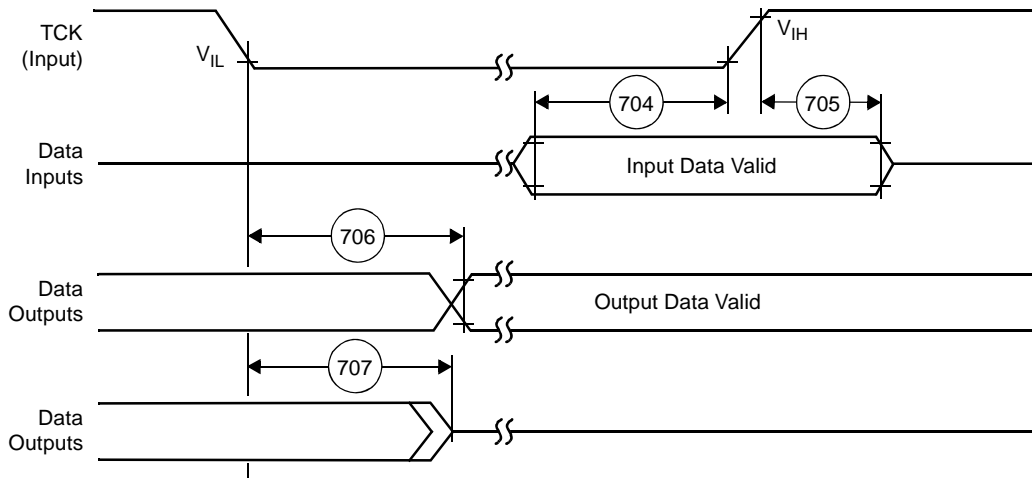 TCK
(Input)
VIL
VIH
704
705
Data
Inputs
Input Data Valid
706
Data
Outputs
Output Data Valid
707
Data
Outputs